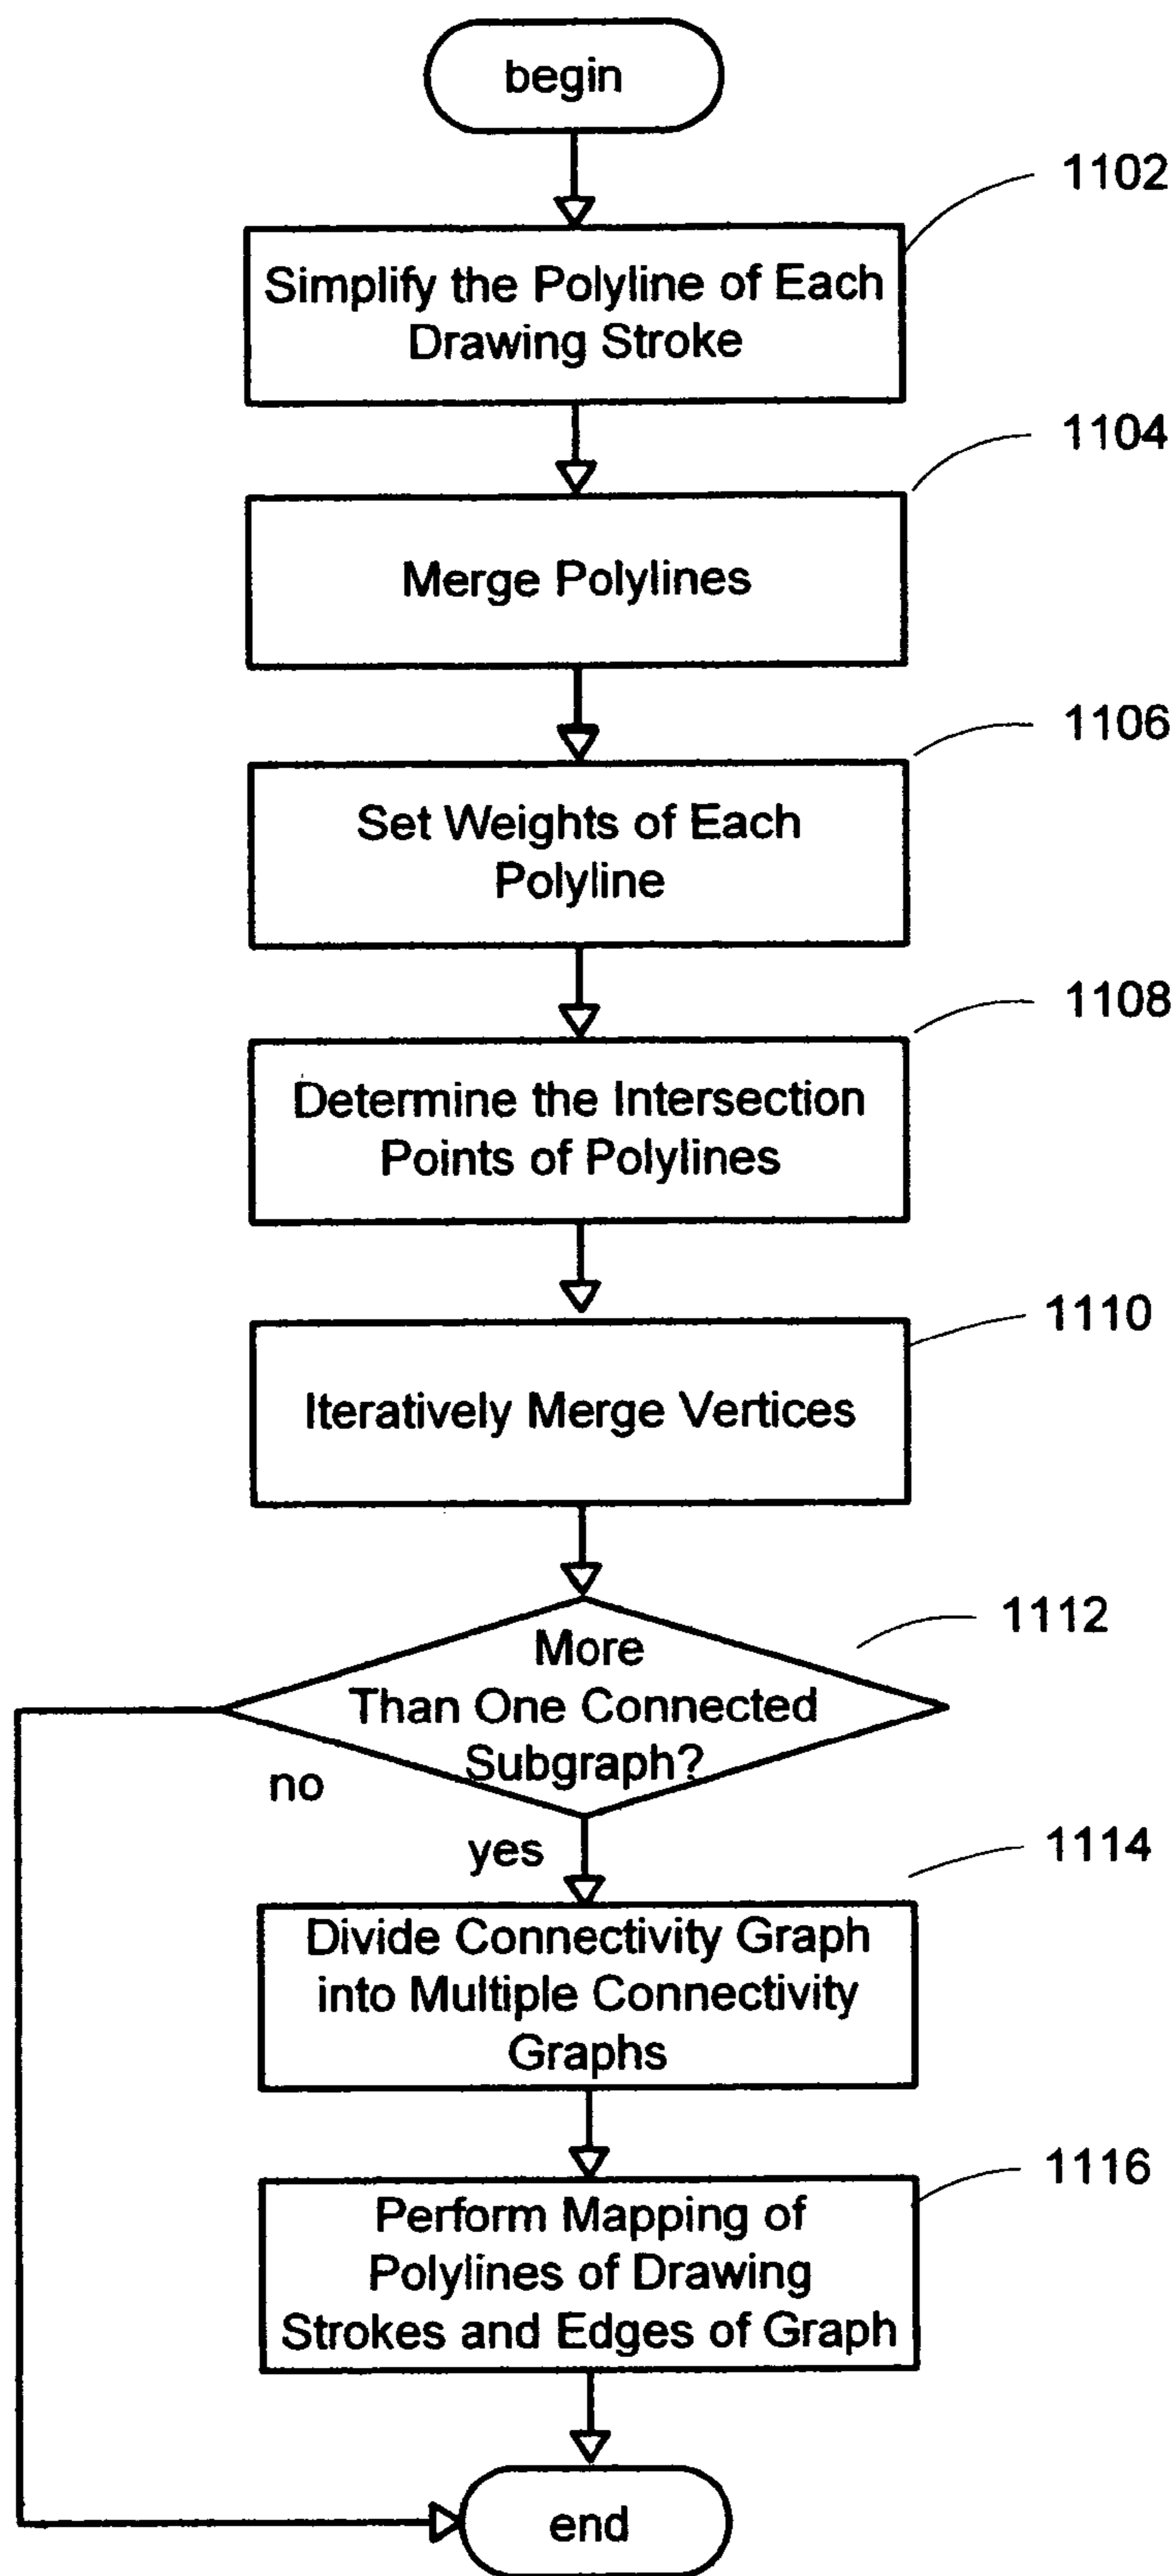 begin
1102
Simplify the Polyline of Each
Drawing Stroke
1104
Merge Polylines
1106
Set Weights of Each
Polyline
1108
Determine the Intersection
Points of Polylines
1110
Iteratively Merge Vertices
1112
More
Than One Connected
Subgraph?
no
yes
1114
Divide Connectivity Graph
into Multiple Connectivity
Graphs
1116
Perform Mapping of
Polylines of Drawing
Strokes and Edges of Graph
end